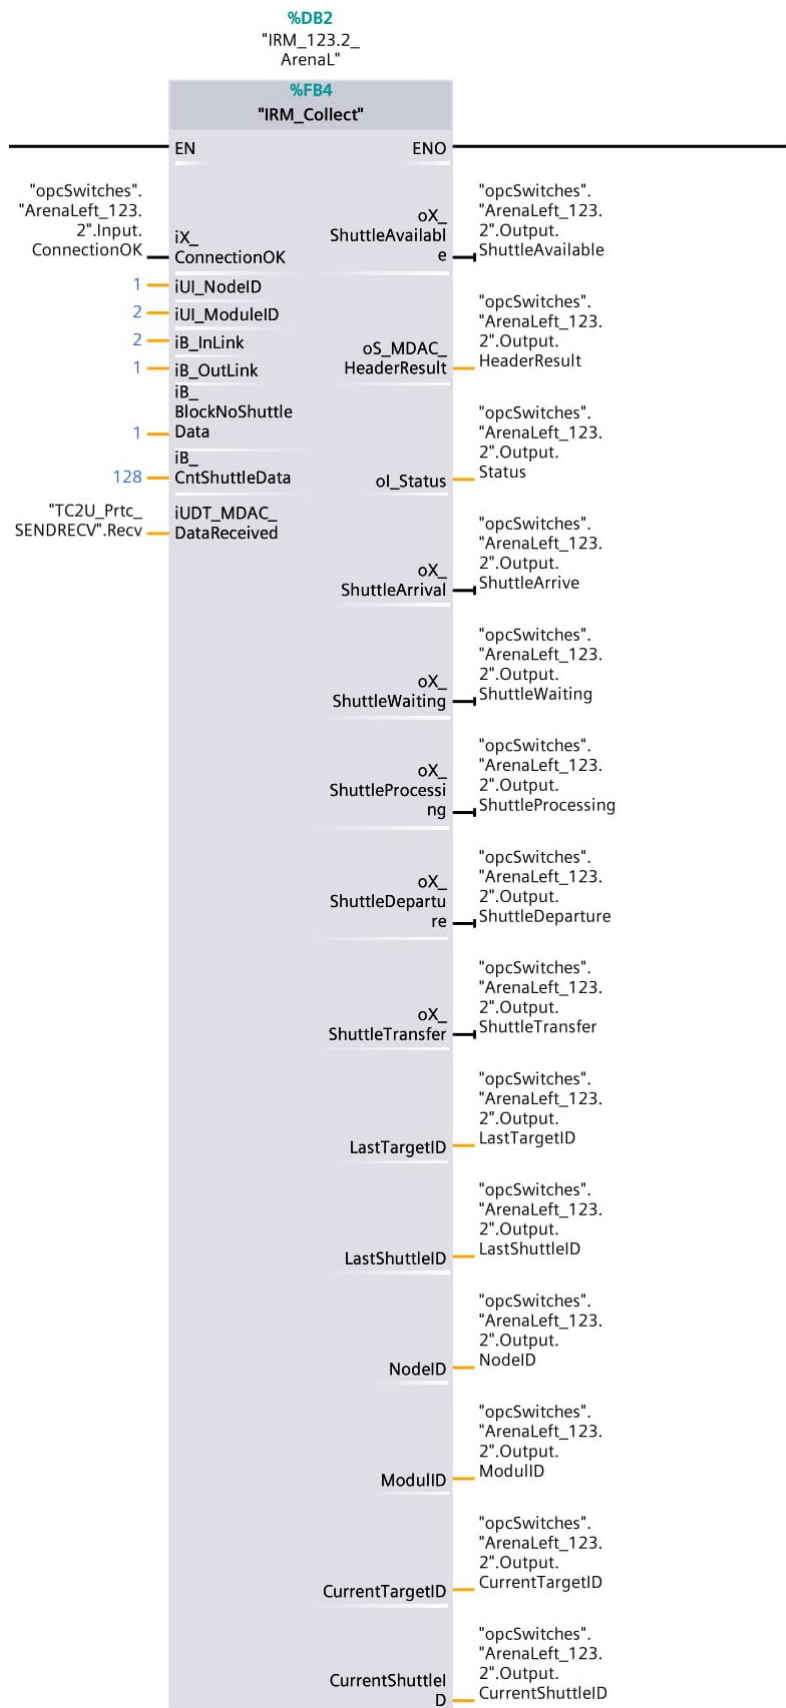 %DB2
"IRM_123.2_
ArenaL"
%FB4
"IRM_Collect"
EN
ENO
"opcSwitches".
"ArenaLeft_123.
2".Input.
ConnectionOK
iX_
ConnectionOK
1
iUI_NodeID
2
iUI_ModuleID
2
iB_InLink
1
iB_OutLink
iB_
BlockNoShuttle
1
Data
iB_
128
CntShuttleData
"TC2U_Prtc_
SENDRECV".Recv
iUDT_MDAC_
DataReceived
oX_
ShuttleAvailabl
e
"opcSwitches".
"ArenaLeft_123.
2".Output.
ShuttleAvailable
oS_MDAC_
HeaderResult
"opcSwitches".
"ArenaLeft_123.
2".Output.
HeaderResult
oI_Status
"opcSwitches".
"ArenaLeft_123.
2".Output.
Status
oX_
ShuttleArrival
"opcSwitches".
"ArenaLeft_123.
2".Output.
ShuttleArrive
oX_
ShuttleWaiting
"opcSwitches".
"ArenaLeft_123.
2".Output.
ShuttleWaiting
oX_
ShuttleProcessi
ng
"opcSwitches".
"ArenaLeft_123.
2".Output.
ShuttleProcessing
oX_
ShuttleDepartu
re
"opcSwitches".
"ArenaLeft_123.
2".Output.
ShuttleDeparture
oX_
ShuttleTransfer
"opcSwitches".
"ArenaLeft_123.
2".Output.
ShuttleTransfer
LastTargetID
"opcSwitches".
"ArenaLeft_123.
2".Output.
LastTargetID
LastShuttleID
"opcSwitches".
"ArenaLeft_123.
2".Output.
LastShuttleID
NodeID
"opcSwitches".
"ArenaLeft_123.
2".Output.
NodeID
ModulID
"opcSwitches".
"ArenaLeft_123.
2".Output.
ModulID
CurrentTargetID
"opcSwitches".
"ArenaLeft_123.
2".Output.
CurrentTargetID
CurrentShuttleI
D
"opcSwitches".
"ArenaLeft_123.
2".Output.
CurrentShuttleID